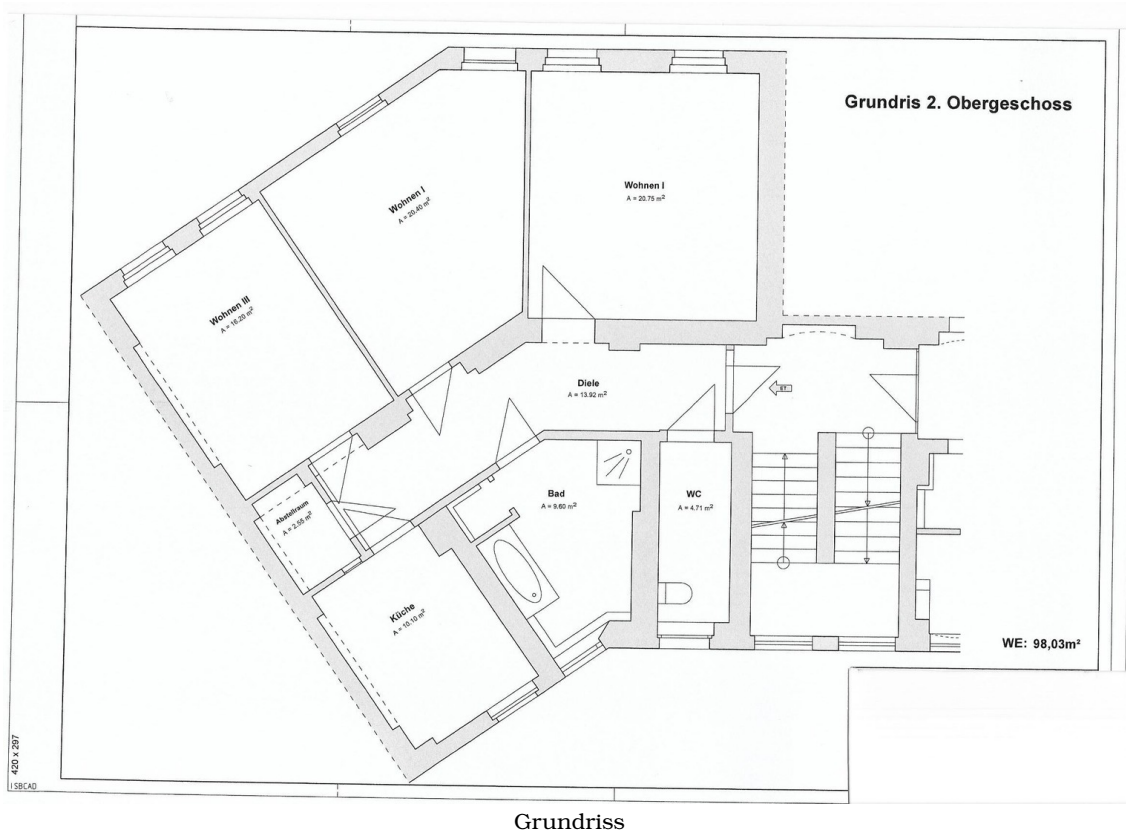 Grundris 2. Obergeschoss
Wohnen I
A = 20.75 m²
Wohnen I
A = 20.40 m²
Wohnen III
A = 16.20 m²
Diele
A = 13.92 m²
ET
Bad
A = 9.60 m²
WC
A = 4.71 m²
Abstellraum
A = 2.55 m²
Küche
A = 10.10 m²
WE: 98,03m²
420 x 297
ISBCAD
Grundriss